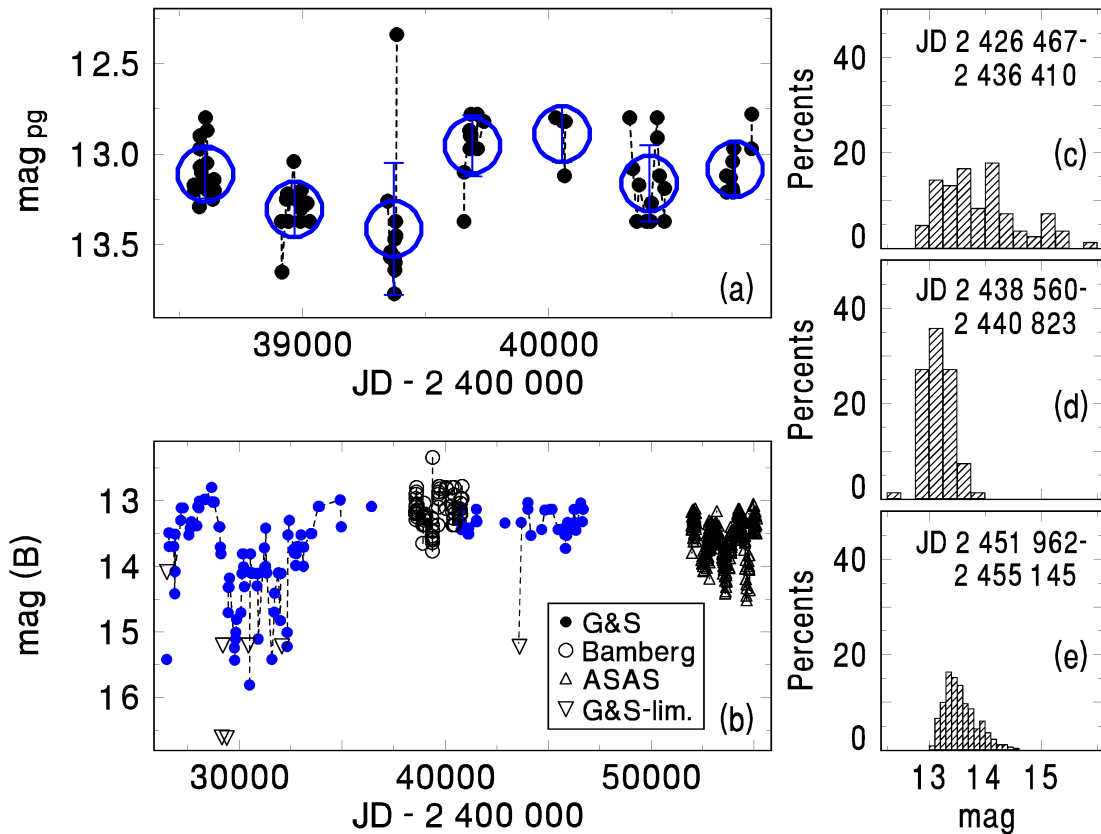 12.5
13.0
13.5
mag pg
(a)
39000
40000
JD - 2 400 000
13
14
15
16
mag (B)
G&S
Bamberg
ASAS
G&S-lim.
(b)
30000
40000
50000
JD - 2 400 000
40
20
0
Percents
JD 2 426 467-
2 436 410
(c)
40
20
0
Percents
JD 2 438 560-
2 440 823
(d)
40
20
0
Percents
JD 2 451 962-
2 455 145
(e)
13
14
15
mag